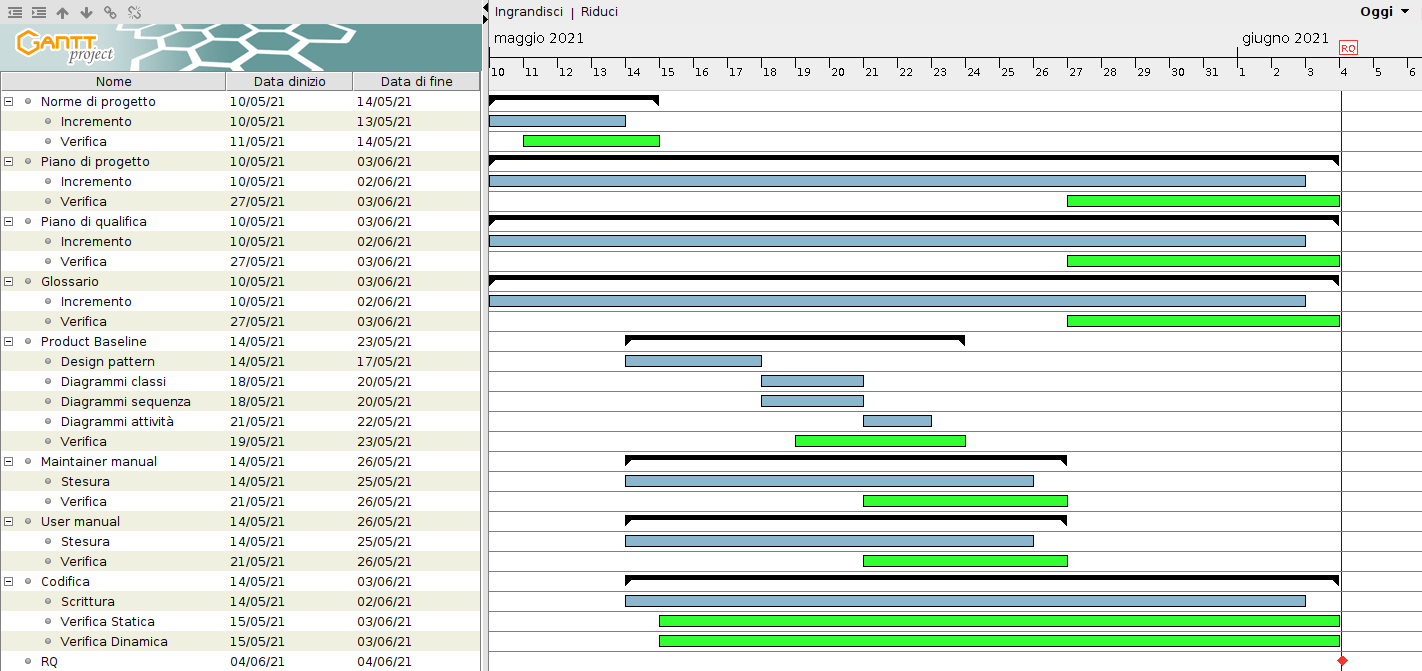 Ingrandisci | Riduci
Oggi
GANTT project
maggio 2021
giugno 2021
RQ
Nome Data dinizio Data di fine
10 11 12 13 14 15 16 17 18 19 20 21 22 23 24 25 26 27 28 29 30 31 1 2 3 4 5 6
Norme di progetto 10/05/21 14/05/21
Incremento 10/05/21 13/05/21
Verifica 11/05/21 14/05/21
Piano di progetto 10/05/21 03/06/21
Incremento 10/05/21 02/06/21
Verifica 27/05/21 03/06/21
Piano di qualifica 10/05/21 03/06/21
Incremento 10/05/21 02/06/21
Verifica 27/05/21 03/06/21
Glossario 10/05/21 03/06/21
Incremento 10/05/21 02/06/21
Verifica 27/05/21 03/06/21
Product Baseline 14/05/21 23/05/21
Design pattern 14/05/21 17/05/21
Diagrammi classi 18/05/21 20/05/21
Diagrammi sequenza 18/05/21 20/05/21
Diagrammi attività 21/05/21 22/05/21
Verifica 19/05/21 23/05/21
Maintainer manual 14/05/21 26/05/21
Stesura 14/05/21 25/05/21
Verifica 21/05/21 26/05/21
User manual 14/05/21 26/05/21
Stesura 14/05/21 25/05/21
Verifica 21/05/21 26/05/21
Codifica 14/05/21 03/06/21
Scrittura 14/05/21 02/06/21
Verifica Statica 15/05/21 03/06/21
Verifica Dinamica 15/05/21 03/06/21
RQ 04/06/21 04/06/21